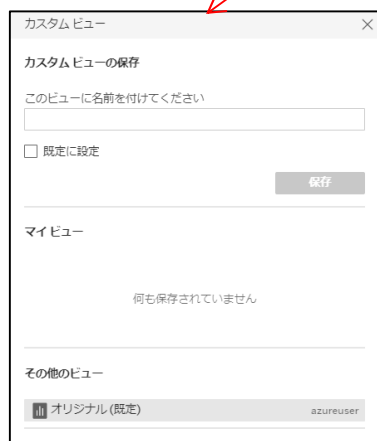 カスタム ビュー
カスタム ビューの保存
このビューに名前を付けてください
既定に設定
保存
マイ ビュー
何も保存されていません
その他のビュー
オリジナル (既定) azureuser